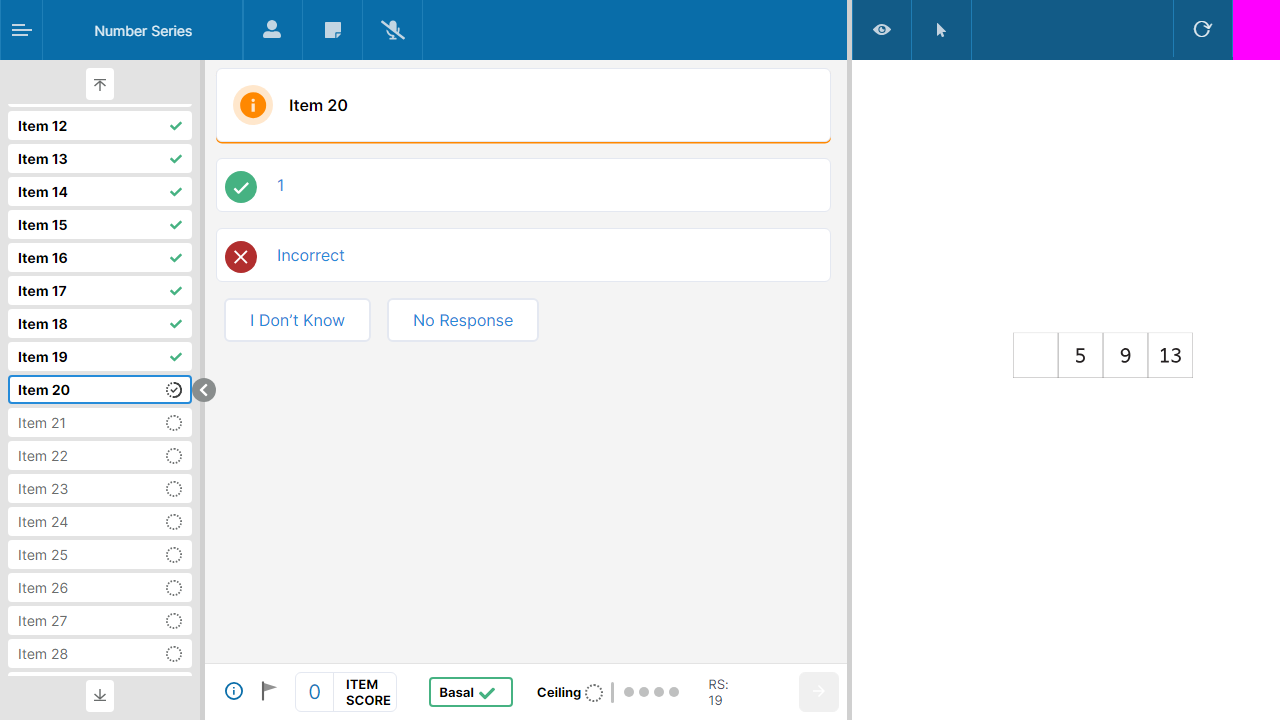 Number Series
Item 12
Item 13
Item 14
Item 15
Item 16
Item 17
Item 18
Item 19
Item 20
Item 21
Item 22
Item 23
Item 24
Item 25
Item 26
Item 27
Item 28
Item 20
1
Incorrect
I Don’t Know
No Response
0
ITEM
SCORE
Basal
Ceiling
RS:
19
5 9 13